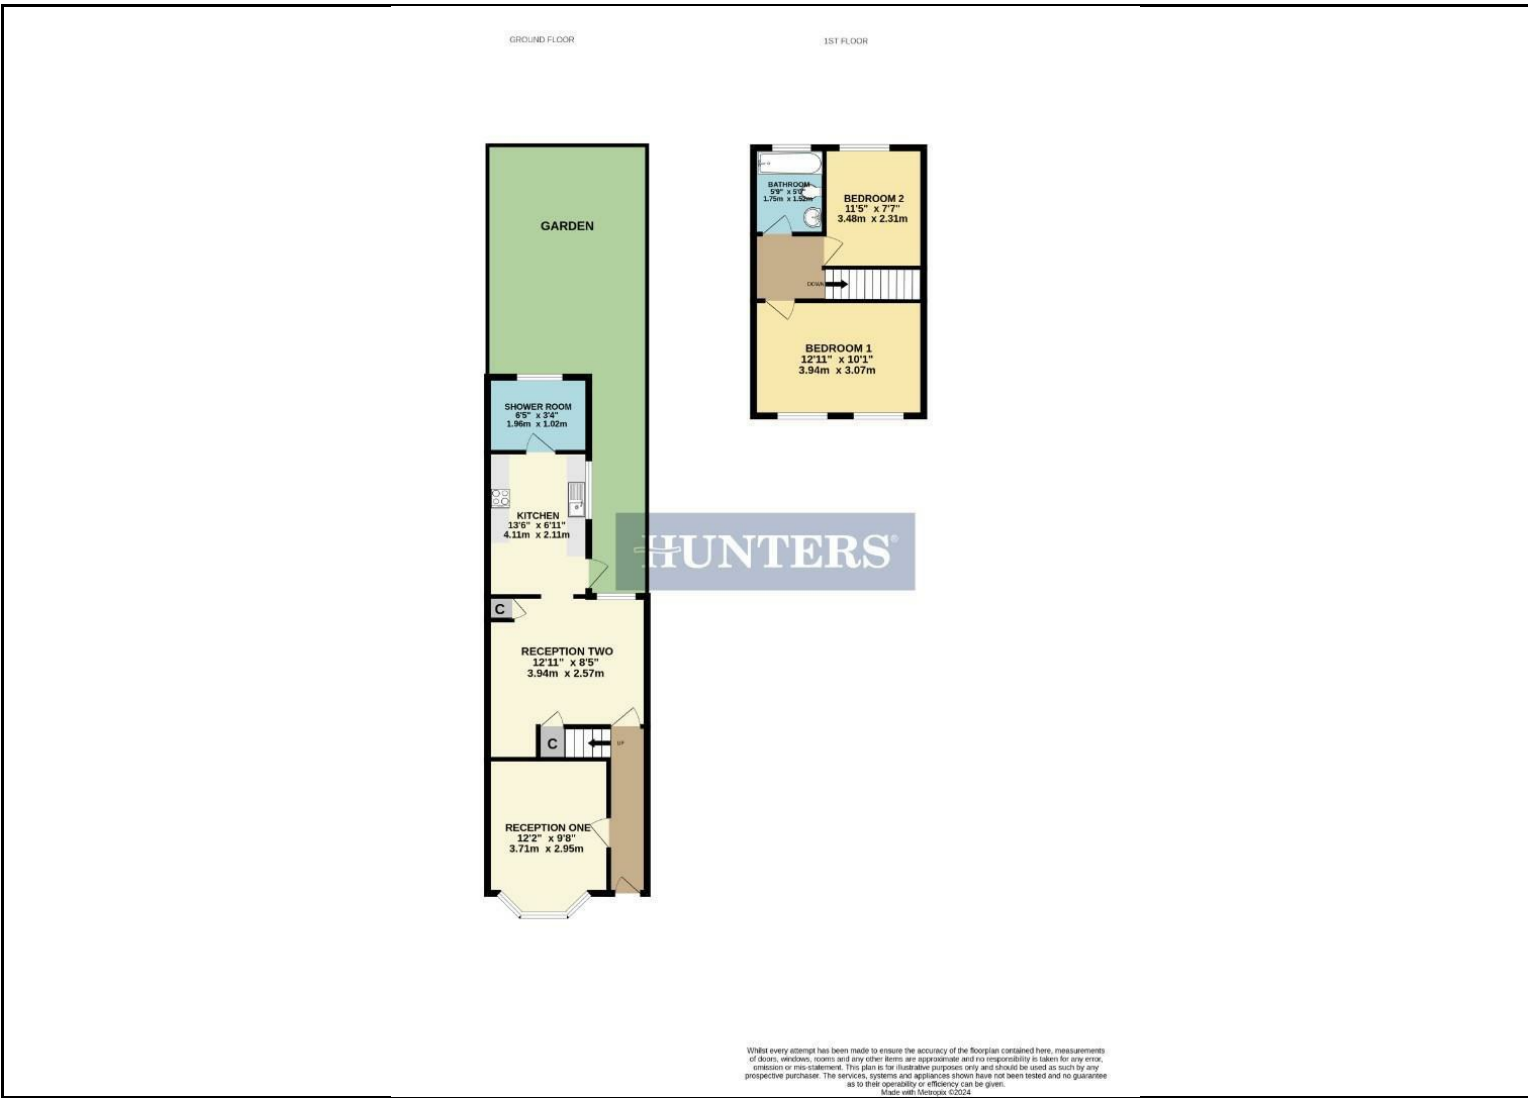 GROUND FLOOR
1ST FLOOR
GARDEN
BATHROOM
5'9" x 5'0"
1.75m x 1.52m
BEDROOM 2
11'5" x 7'7"
3.48m x 2.31m
DOWN
BEDROOM 1
12'11" x 10'1"
3.94m x 3.07m
SHOWER ROOM
6'5" x 3'4"
1.96m x 1.02m
KITCHEN
13'6" x 6'11"
4.11m x 2.11m
HUNTERS®
C
RECEPTION TWO
12'11" x 8'5"
3.94m x 2.57m
C
UP
RECEPTION ONE
12'2" x 9'8"
3.71m x 2.95m
Whilst every attempt has been made to ensure the accuracy of the floorplan contained here, measurements
of doors, windows, rooms and any other items are approximate and no responsibility is taken for any error,
omission or mis-statement. This plan is for illustrative purposes only and should be used as such by any
prospective purchaser. The services, systems and appliances shown have not been tested and no guarantee
as to their operability or efficiency can be given.
Made with Metropix ©2024